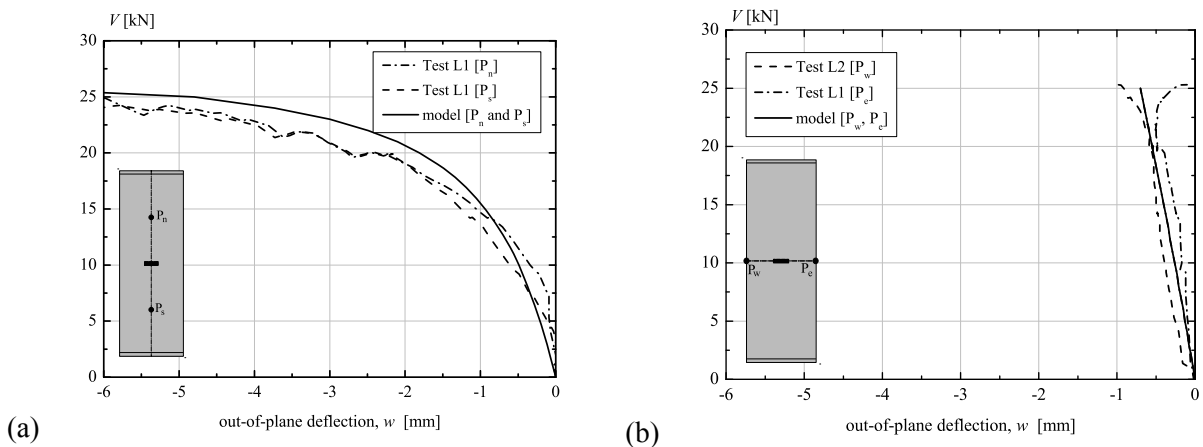 V [kN]
30
25
20
15
10
5
0
-6
-5
-4
-3
-2
-1
0
Test L1 [Pn]
Test L1 [Ps]
model [Pn and Ps]
Pn
Ps
out-of-plane deflection, w [mm]
(a)
V [kN]
30
25
20
15
10
5
0
-6
-5
-4
-3
-2
-1
0
Test L2 [Pw]
Test L1 [Pe]
model [Pw, Pe]
Pw
Pe
out-of-plane deflection, w [mm]
(b)